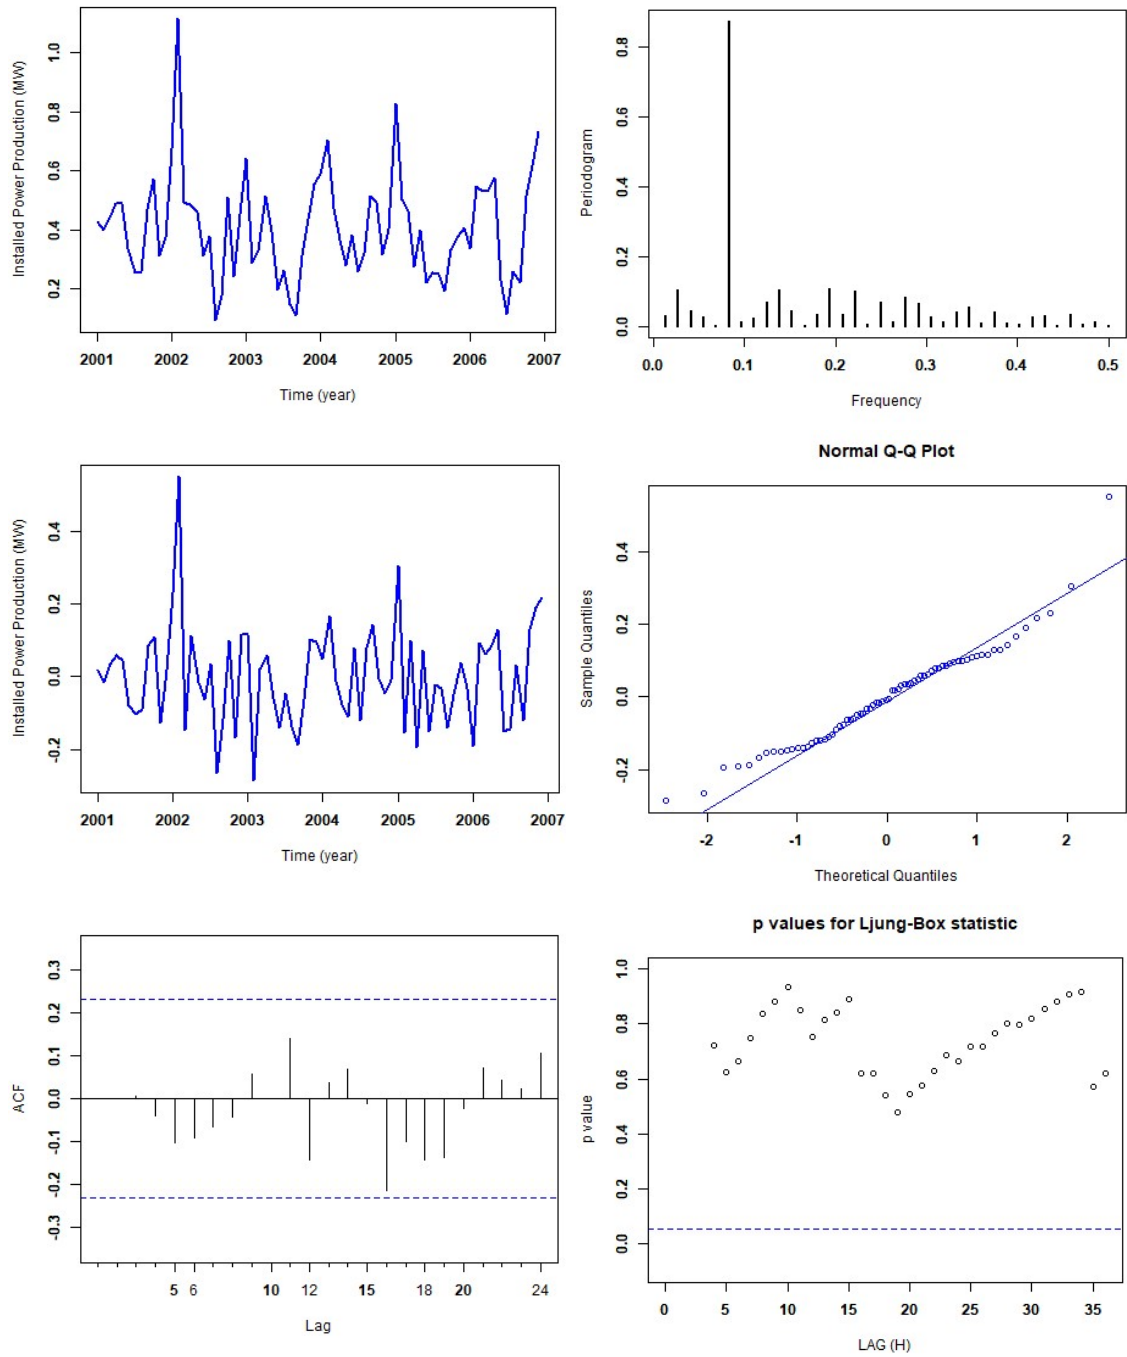 Installed Power Production (MW)
0.2 0.4 0.6 0.8 1.0
2001 2002 2003 2004 2005 2006 2007
Time (year)
Periodogram
0.0 0.2 0.4 0.6 0.8
0.0 0.1 0.2 0.3 0.4 0.5
Frequency
Installed Power Production (MW)
-0.2 0.0 0.2 0.4
2001 2002 2003 2004 2005 2006 2007
Time (year)
Normal Q-Q Plot
Sample Quantiles
-0.2 0.0 0.2 0.4
-2 -1 0 1 2
Theoretical Quantiles
ACF
-0.3 -0.2 -0.1 0.0 0.1 0.2 0.3
5 6 10 12 15 18 20 24
Lag
p values for Ljung-Box statistic
p value
0.0 0.2 0.4 0.6 0.8 1.0
0 5 10 15 20 25 30 35
LAG (H)